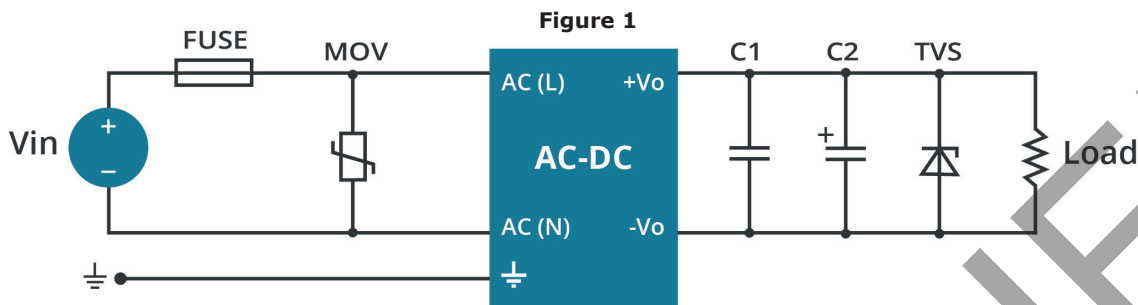 Figure 1
FUSE
MOV
C1 C2 TVS
AC (L) +Vo
+
Vin
−
AC-DC
+
Load
AC (N) -Vo